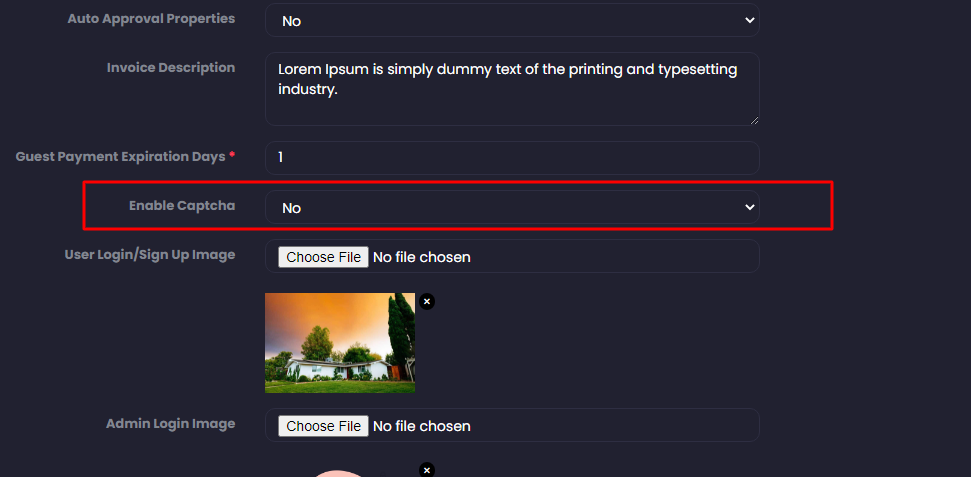 Auto Approval Properties No
Invoice Description Lorem Ipsum is simply dummy text of the printing and typesetting
industry.
Guest Payment Expiration Days * 1
Enable Captcha No
User Login/Sign Up Image Choose File No file chosen
Admin Login Image Choose File No file chosen